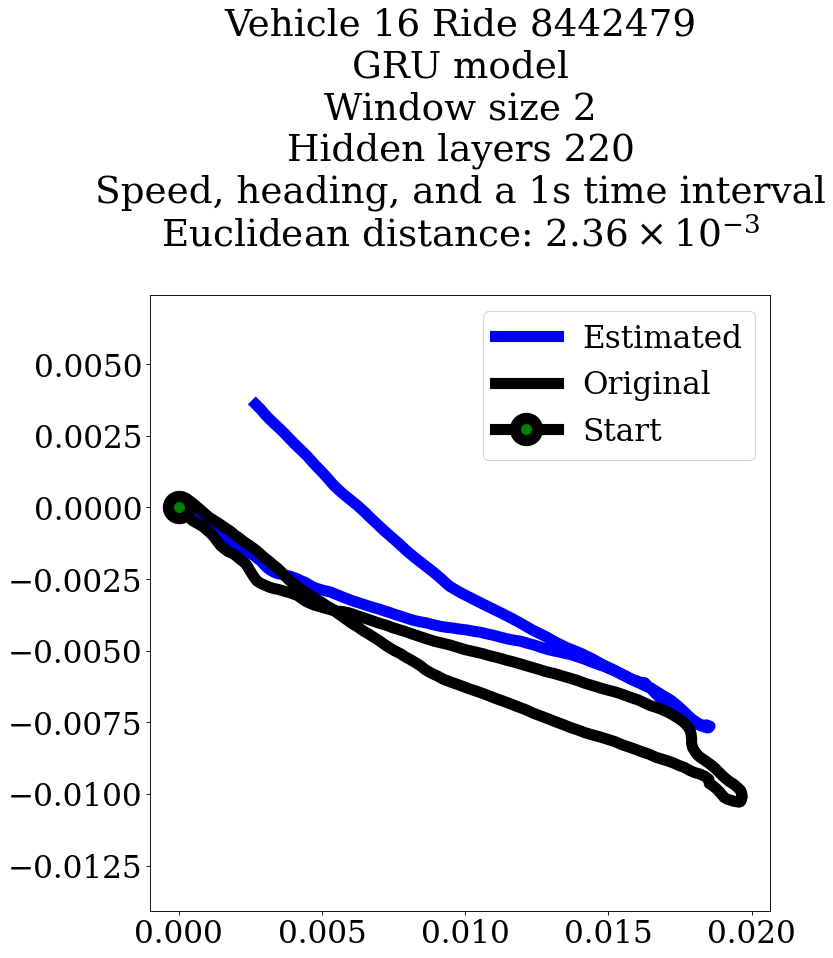 Vehicle 16 Ride 8442479
GRU model
Window size 2
Hidden layers 220
Speed, heading, and a 1s time interval
Euclidean distance: 2.36 × 10⁻³
Estimated
Original
Start
0.0050
0.0025
0.0000
−0.0025
−0.0050
−0.0075
−0.0100
−0.0125
0.000 0.005 0.010 0.015 0.020